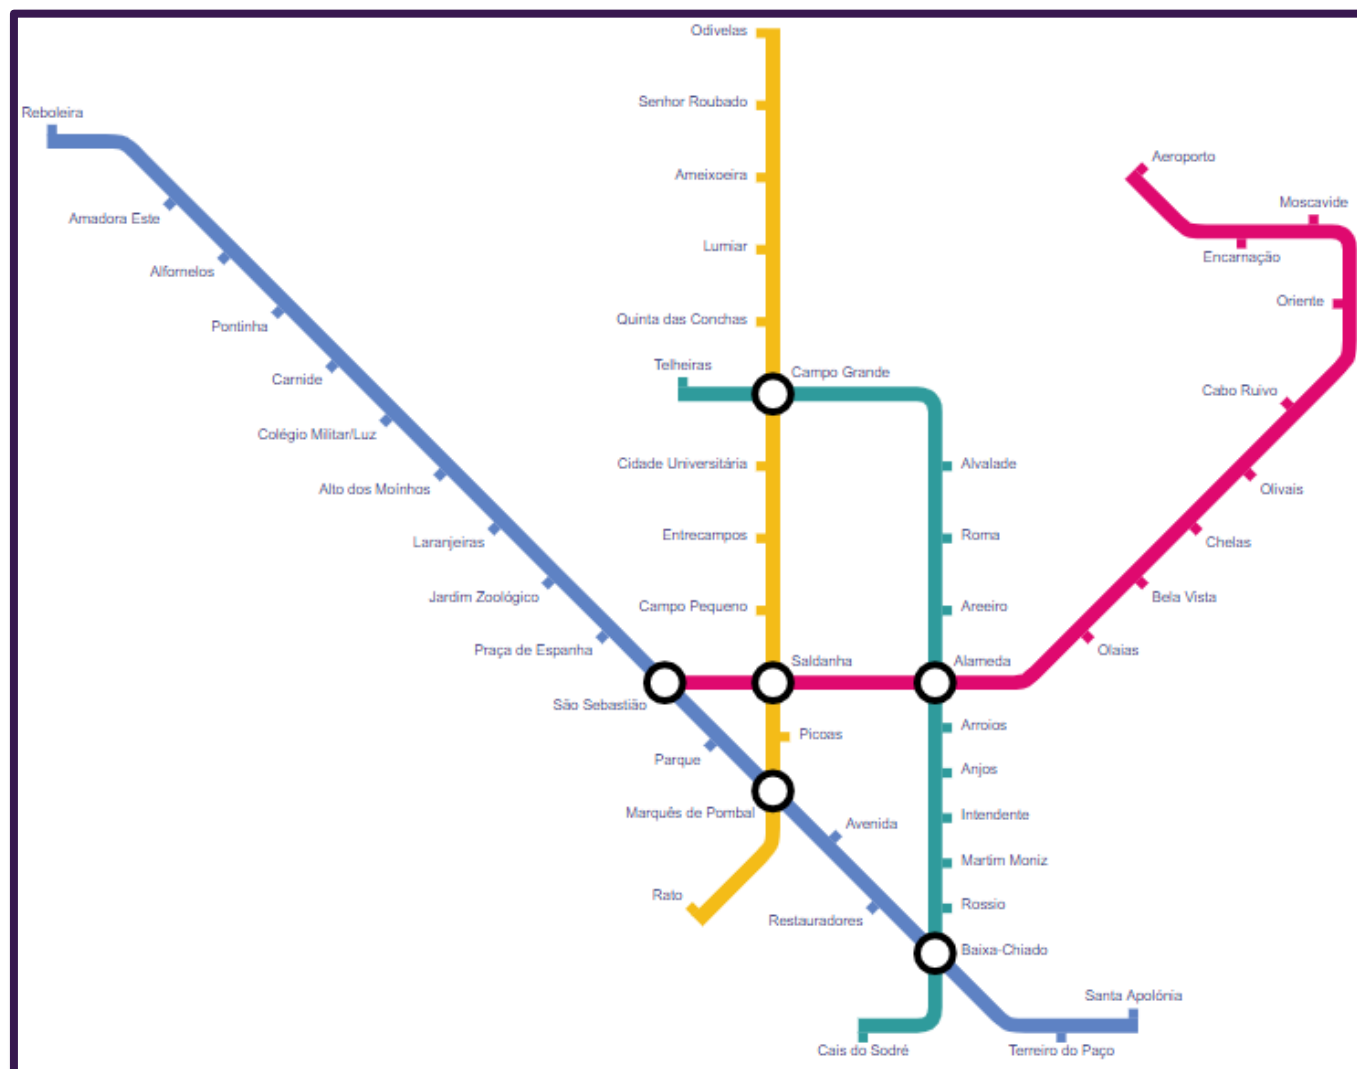 Odivelas
Senhor Roubado
Reboleira
Aeroporto
Ameixoeira
Moscavide
Amadora Este
Lumiar
Encarnação
Alfornelos
Oriente
Quinta das Conchas
Pontinha
Telheiras
Campo Grande
Carnide
Cabo Ruivo
Colégio Militar/Luz
Cidade Universitária
Alvalade
Alto dos Moínhos
Olivais
Entrecampos
Roma
Laranjeiras
Chelas
Jardim Zoológico
Bela Vista
Campo Pequeno
Areeiro
Praça de Espanha
Olaias
Saldanha
Alameda
São Sebastião
Arroios
Picoas
Parque
Anjos
Marquês de Pombal
Intendente
Avenida
Martim Moniz
Rato
Rossio
Restauradores
Baixa-Chiado
Santa Apolónia
Cais do Sodré
Terreiro do Paço